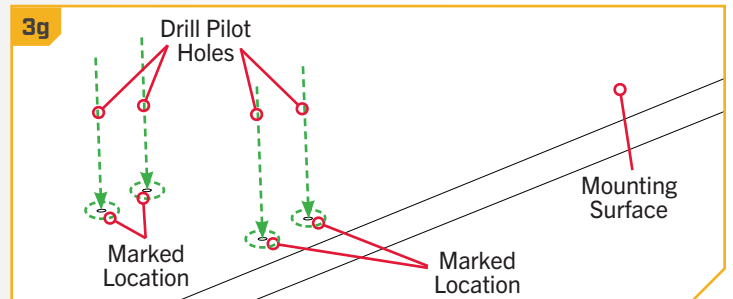 3g
Drill Pilot
Holes
Mounting
Surface
Marked
Location
Marked
Location